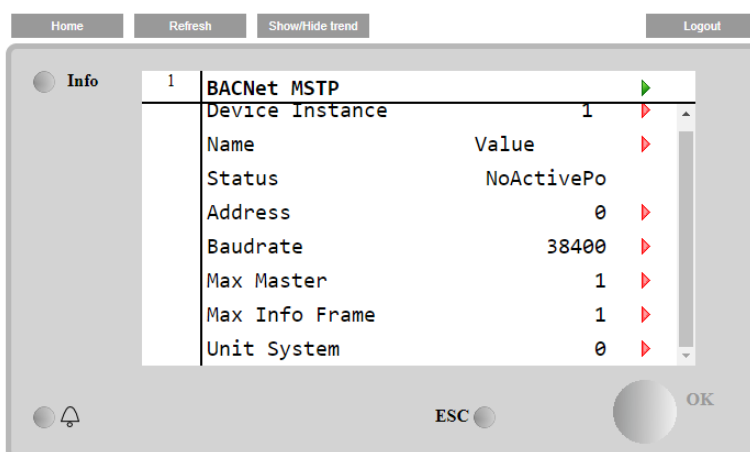 Home Refresh Show/Hide trend Logout
Info
1 BACNet MSTP
Device Instance 1
Name Value
Status NoActivePo
Address 0
Baudrate 38400
Max Master 1
Max Info Frame 1
Unit System 0
ESC OK